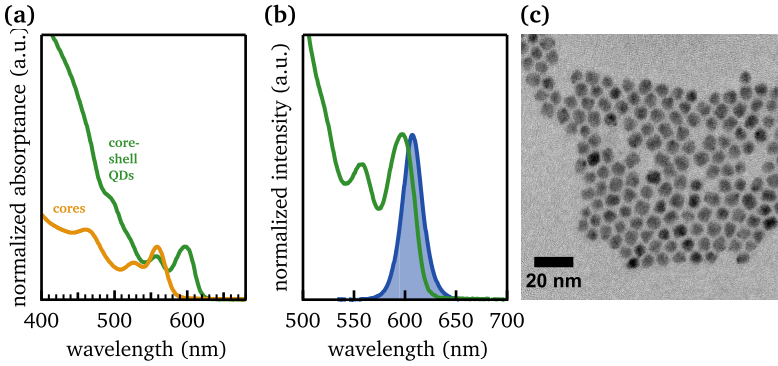 (a)
(b)
(c)
normalized absorptance (a.u.)
core-
shell
QDs
cores
400 500 600
wavelength (nm)
normalized intensity (a.u.)
500 550 600 650 700
wavelength (nm)
20 nm